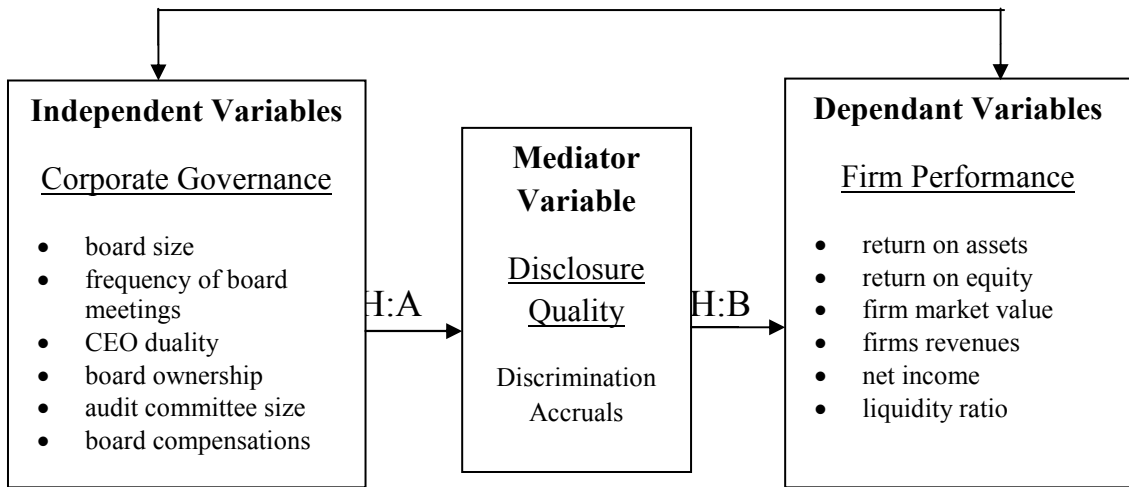 Independent Variables
Corporate Governance
• board size
• frequency of board
meetings
• CEO duality
• board ownership
• audit committee size
• board compensations
H:A
Mediator
Variable
Disclosure
Quality
Discrimination
Accruals
H:B
Dependant Variables
Firm Performance
• return on assets
• return on equity
• firm market value
• firms revenues
• net income
• liquidity ratio